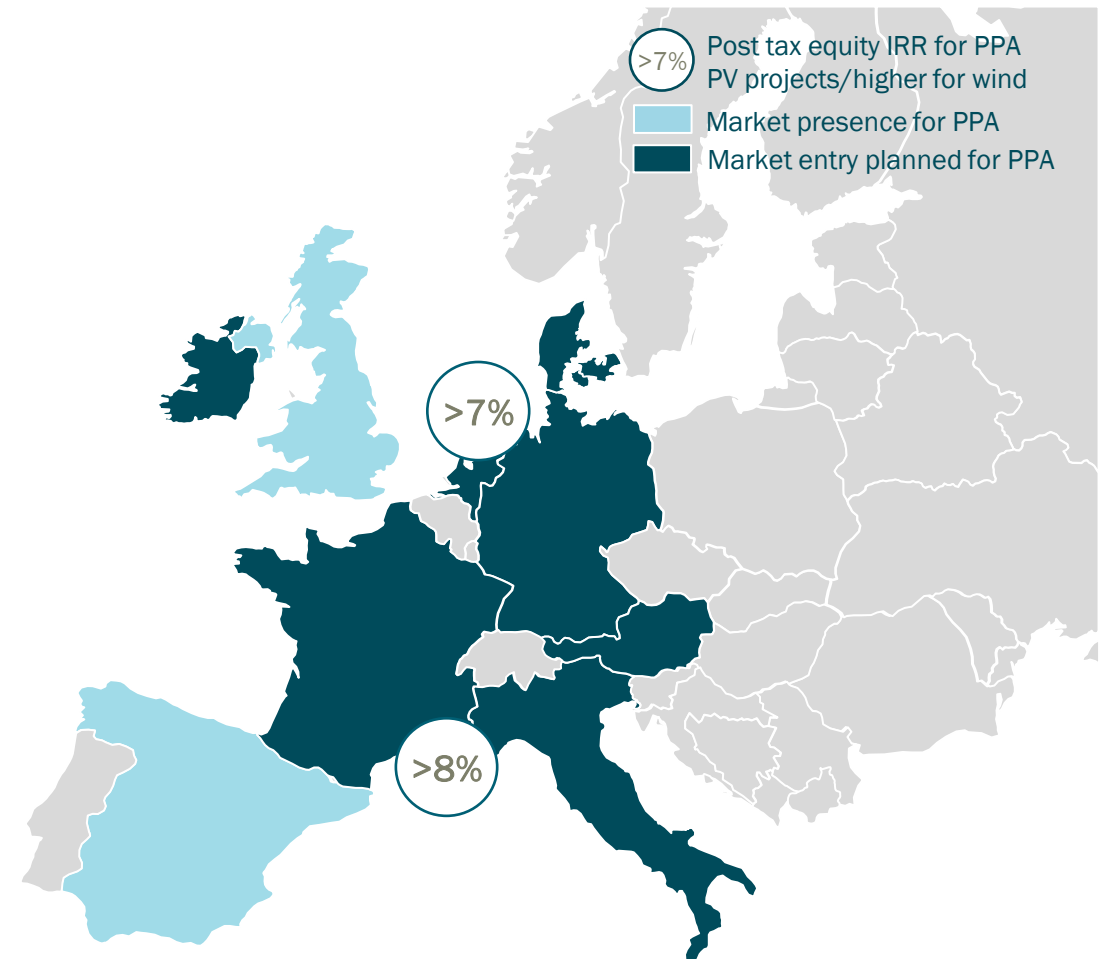 >7%
Post tax equity IRR for PPA
PV projects/higher for wind
Market presence for PPA
Market entry planned for PPA
>7%
>8%